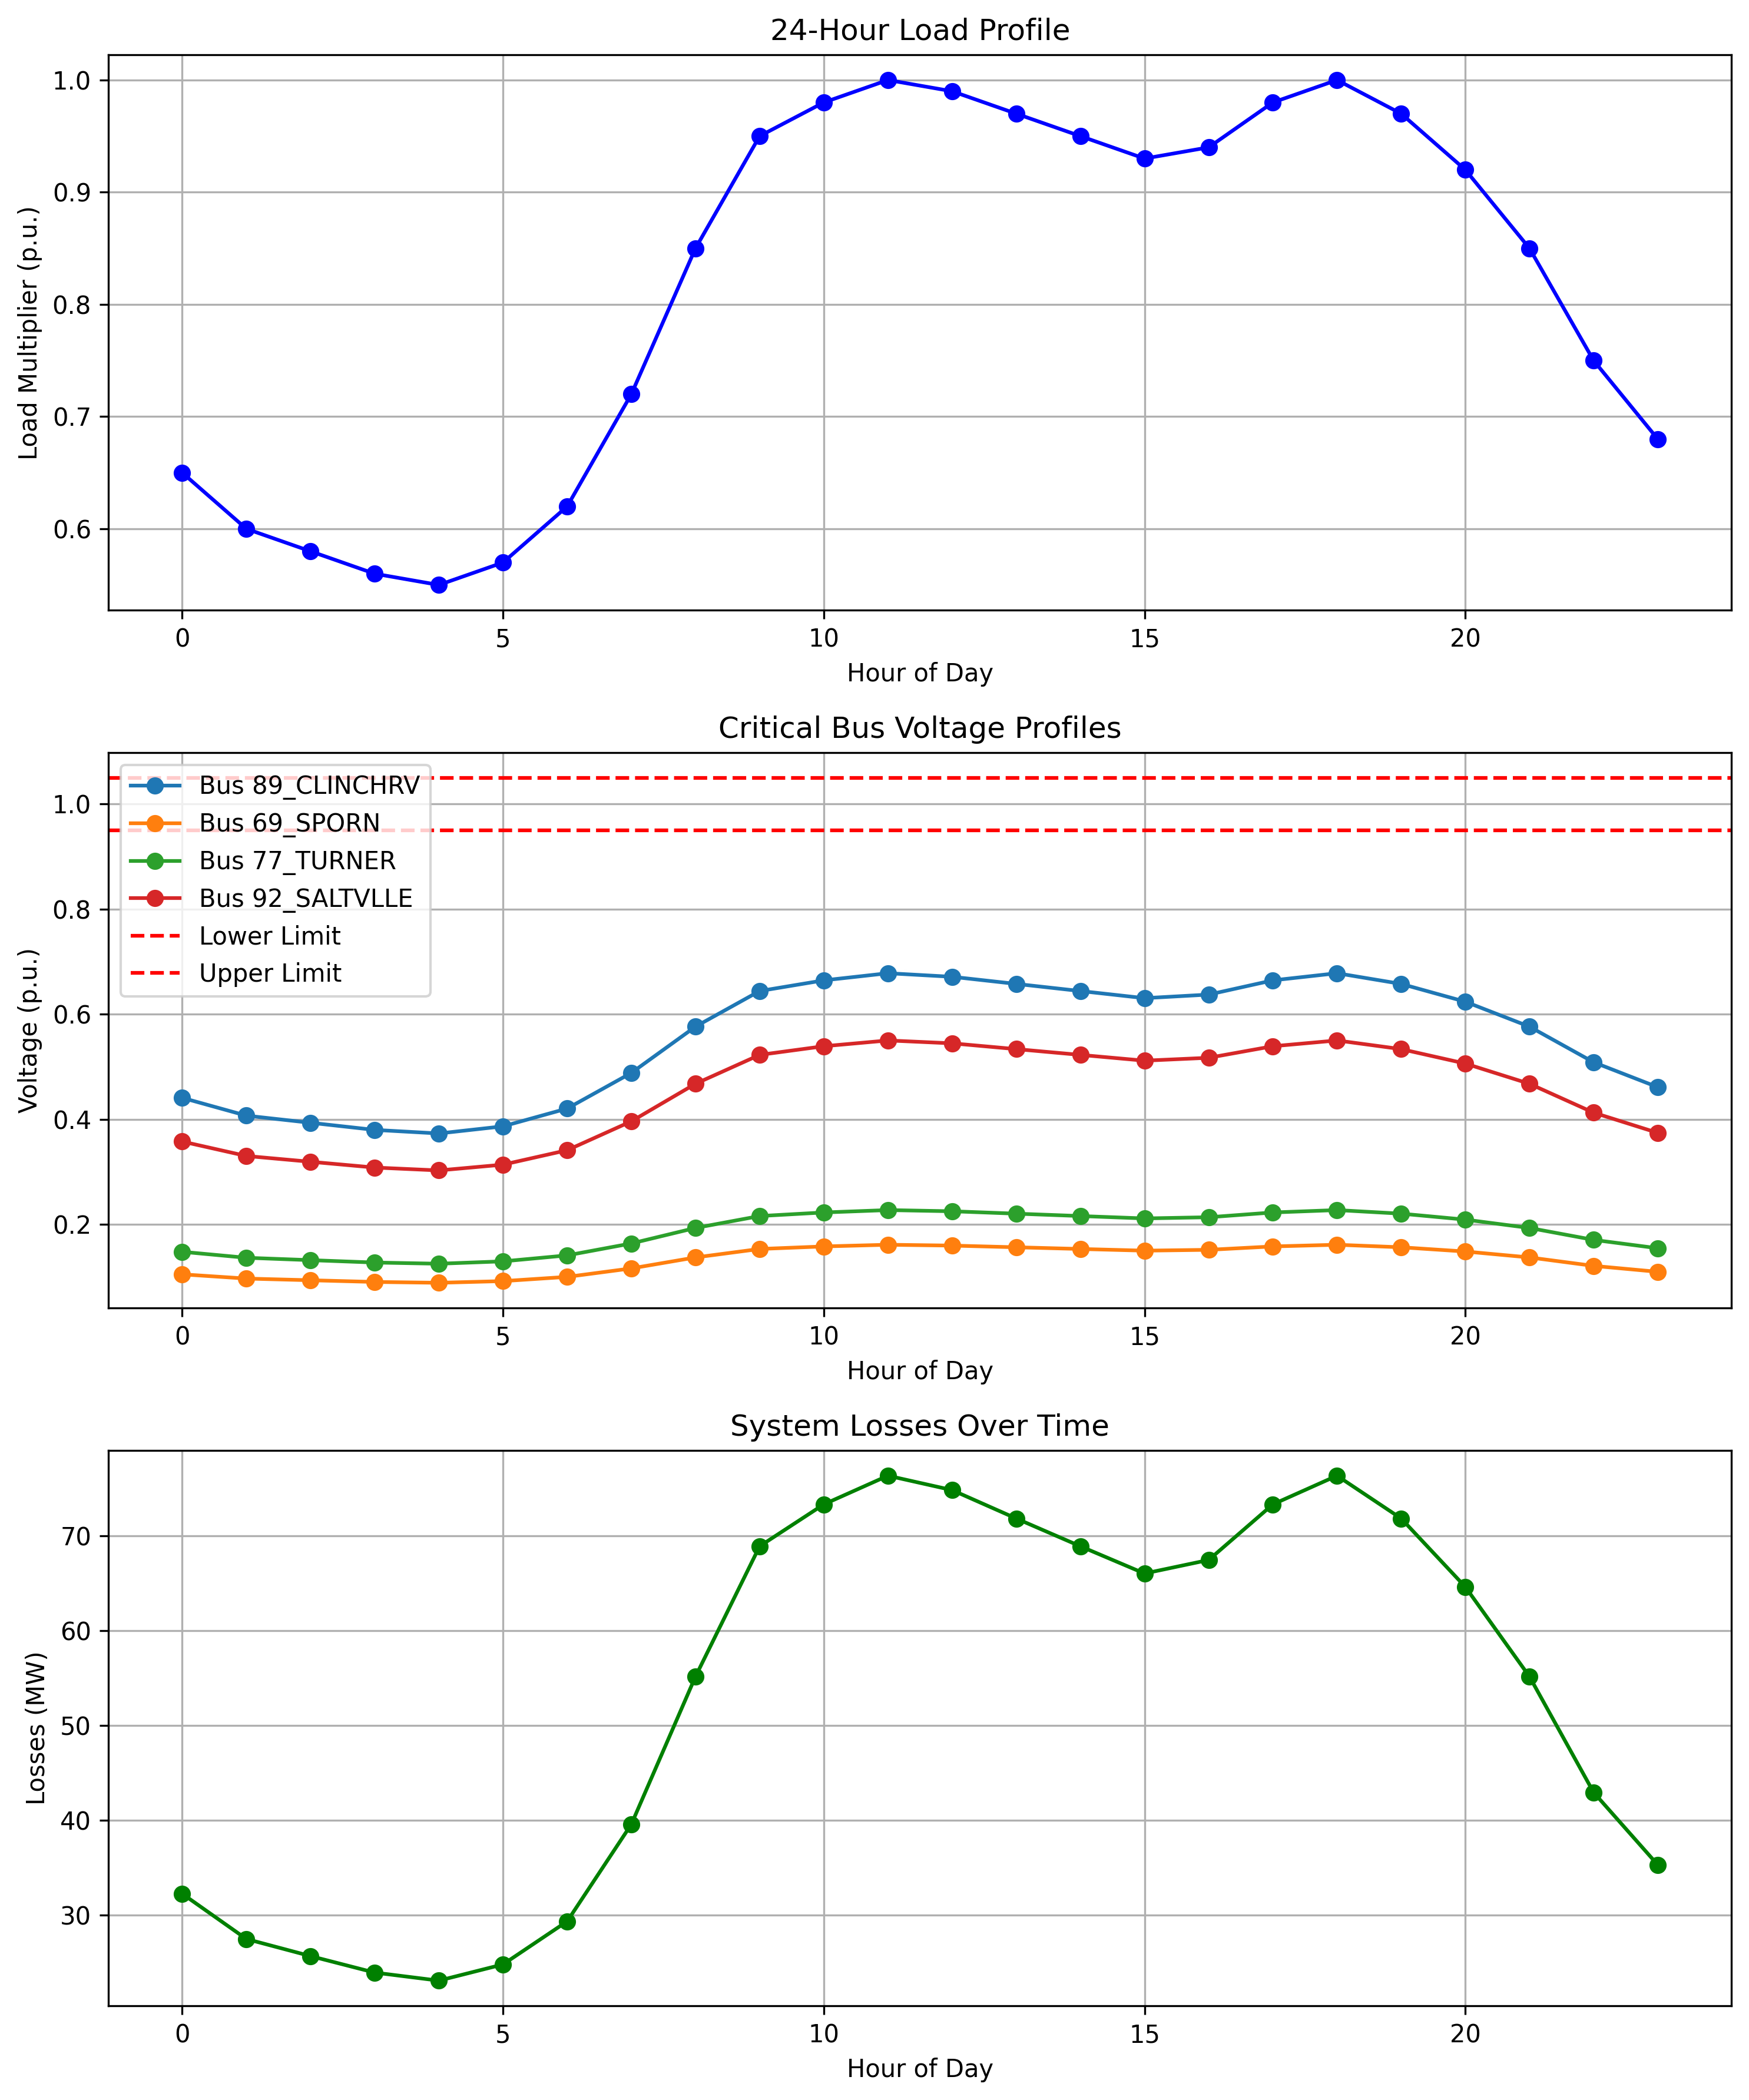 24-Hour Load Profile
1.0
0.9
0.8
0.7
0.6
Load Multiplier (p.u.)
0 5 10 15 20
Hour of Day
Critical Bus Voltage Profiles
Bus 89_CLINCHRV
Bus 69_SPORN
Bus 77_TURNER
Bus 92_SALTVLLE
Lower Limit
Upper Limit
1.0
0.8
0.6
0.4
0.2
Voltage (p.u.)
0 5 10 15 20
Hour of Day
System Losses Over Time
70
60
50
40
30
Losses (MW)
0 5 10 15 20
Hour of Day